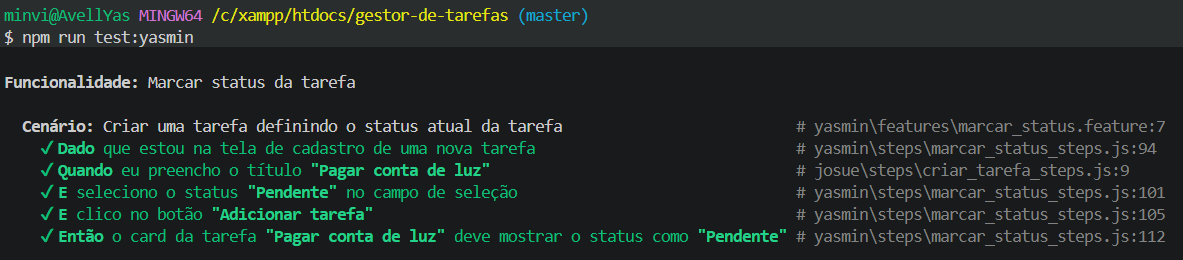 minvi@AvellYas MINGW64 /c/xampp/htdocs/gestor-de-tarefas (master)
$ npm run test:yasmin
Funcionalidade: Marcar status da tarefa
Cenário: Criar uma tarefa definindo o status atual da tarefa # yasmin\features\marcar_status.feature:7
✓ Dado que estou na tela de cadastro de uma nova tarefa # yasmin\steps\marcar_status_steps.js:94
✓ Quando eu preencho o título "Pagar conta de luz" # josue\steps\criar_tarefa_steps.js:9
✓ E seleciono o status "Pendente" no campo de seleção # yasmin\steps\marcar_status_steps.js:101
✓ E clico no botão "Adicionar tarefa" # yasmin\steps\marcar_status_steps.js:105
✓ Então o card da tarefa "Pagar conta de luz" deve mostrar o status como "Pendente" # yasmin\steps\marcar_status_steps.js:112